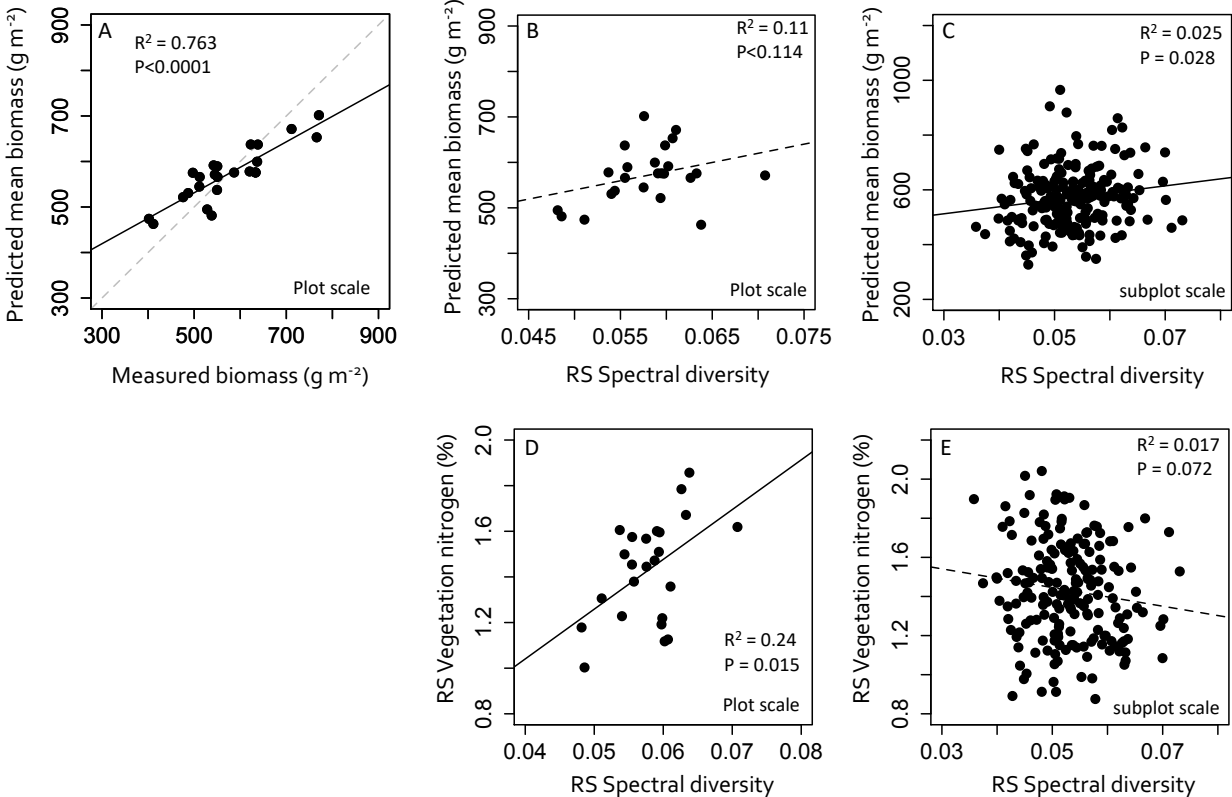 A
R² = 0.763
P<0.0001
Predicted mean biomass (g m⁻²)
900
700
500
300
Plot scale
300 500 700 900
Measured biomass (g m⁻²)
B
R² = 0.11
P<0.114
Predicted mean biomass (g m⁻²)
900
700
500
300
Plot scale
0.045 0.055 0.065 0.075
RS Spectral diversity
C
R² = 0.025
P = 0.028
Predicted mean biomass (g m⁻²)
1000
600
200
subplot scale
0.03 0.05 0.07
RS Spectral diversity
D
RS Vegetation nitrogen (%)
2.0
1.6
1.2
0.8
R² = 0.24
P = 0.015
Plot scale
0.04 0.05 0.06 0.07 0.08
RS Spectral diversity
E
R² = 0.017
P = 0.072
RS Vegetation nitrogen (%)
2.0
1.6
1.2
0.8
subplot scale
0.03 0.05 0.07
RS Spectral diversity